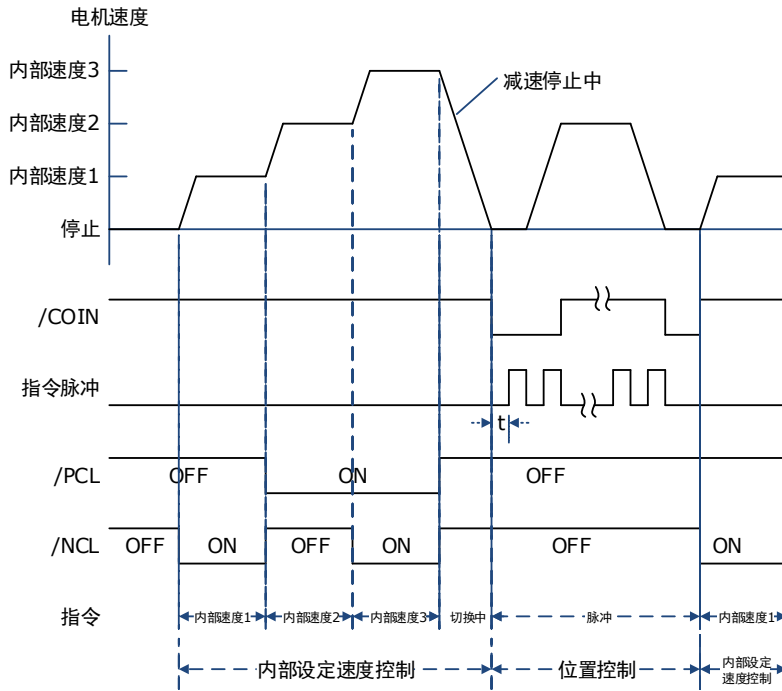 电机速度
内部速度3
减速停止中
内部速度2
内部速度1
停止
/COIN
指令脉冲
t
/PCL OFF ON OFF
/NCL OFF ON OFF ON OFF ON
指令 内部速度1 内部速度2 内部速度3 切换中 脉冲 内部速度1
内部设定速度控制 位置控制 内部设定
速度控制